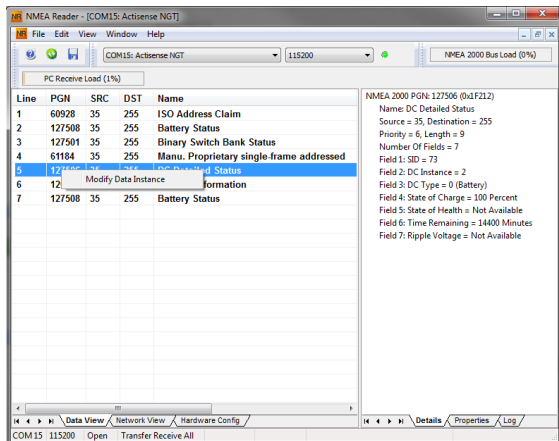 NMEA Reader - [COM15: Actisense NGT]
File Edit View Window Help
COM15: Actisense NGT 115200 NMEA 2000 Bus Load (0%)
PC Receive Load (1%)
Line PGN SRC DST Name
1 60928 35 255 ISO Address Claim
2 127508 35 255 Battery Status
3 127501 35 255 Binary Switch Bank Status
4 61184 35 255 Manu. Proprietary single-frame addressed
5 127506 35 255 DC Detailed Status
Modify Data Instance
6 12 formation
7 127508 35 255 Battery Status
NMEA 2000 PGN: 127506 (0x1F212)
Name: DC Detailed Status
Source = 35, Destination = 255
Priority = 6, Length = 9
Number Of Fields = 7
Field 1: SID = 73
Field 2: DC Instance = 2
Field 3: DC Type = 0 (Battery)
Field 4: State of Charge = 100 Percent
Field 5: State of Health = Not Available
Field 6: Time Remaining = 14400 Minutes
Field 7: Ripple Voltage = Not Available
Data View Network View Hardware Config
Details Properties Log
COM15 115200 Open Transfer Receive All